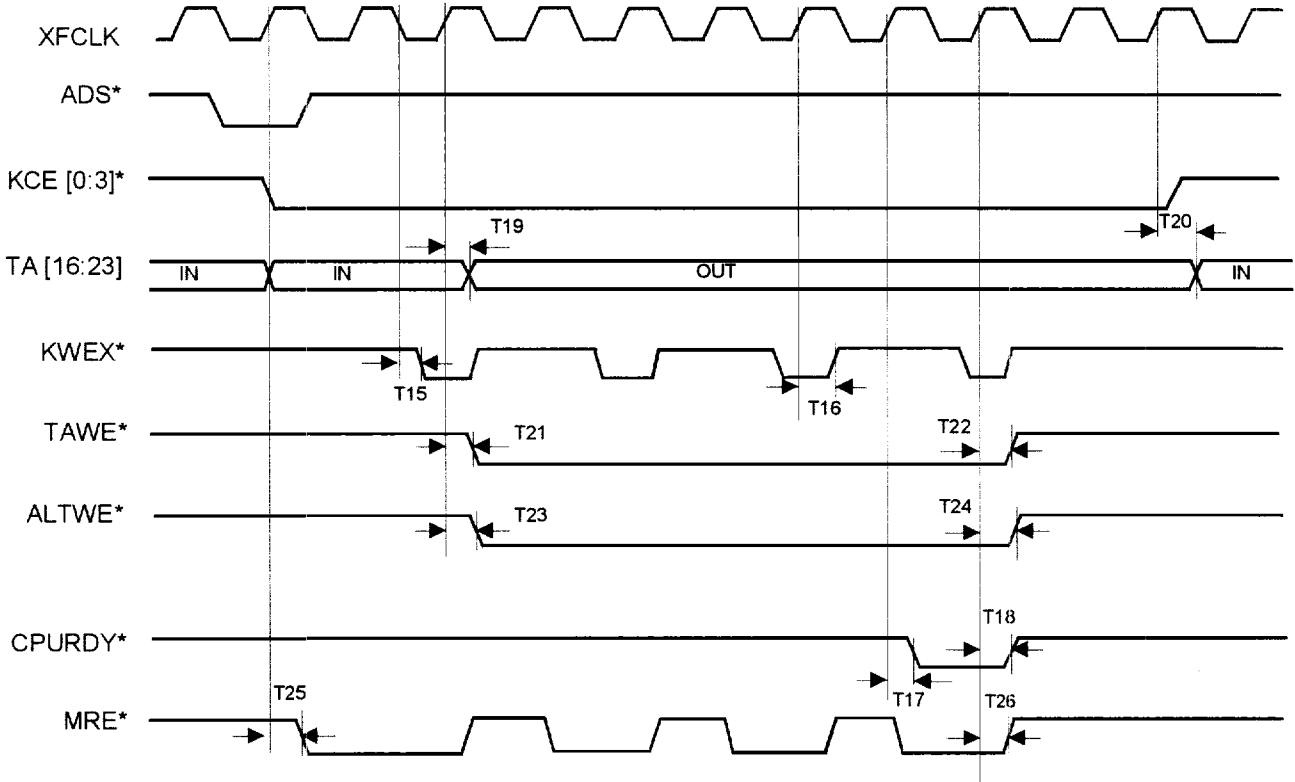 XFCLK
ADS*
KCE [0:3]*
T19
T20
TA [16:23]
IN
IN
OUT
IN
KWEX*
T15
T16
TAWE*
T21
T22
ALTWE*
T23
T24
CPURDY*
T18
T17
T25
T26
MRE*